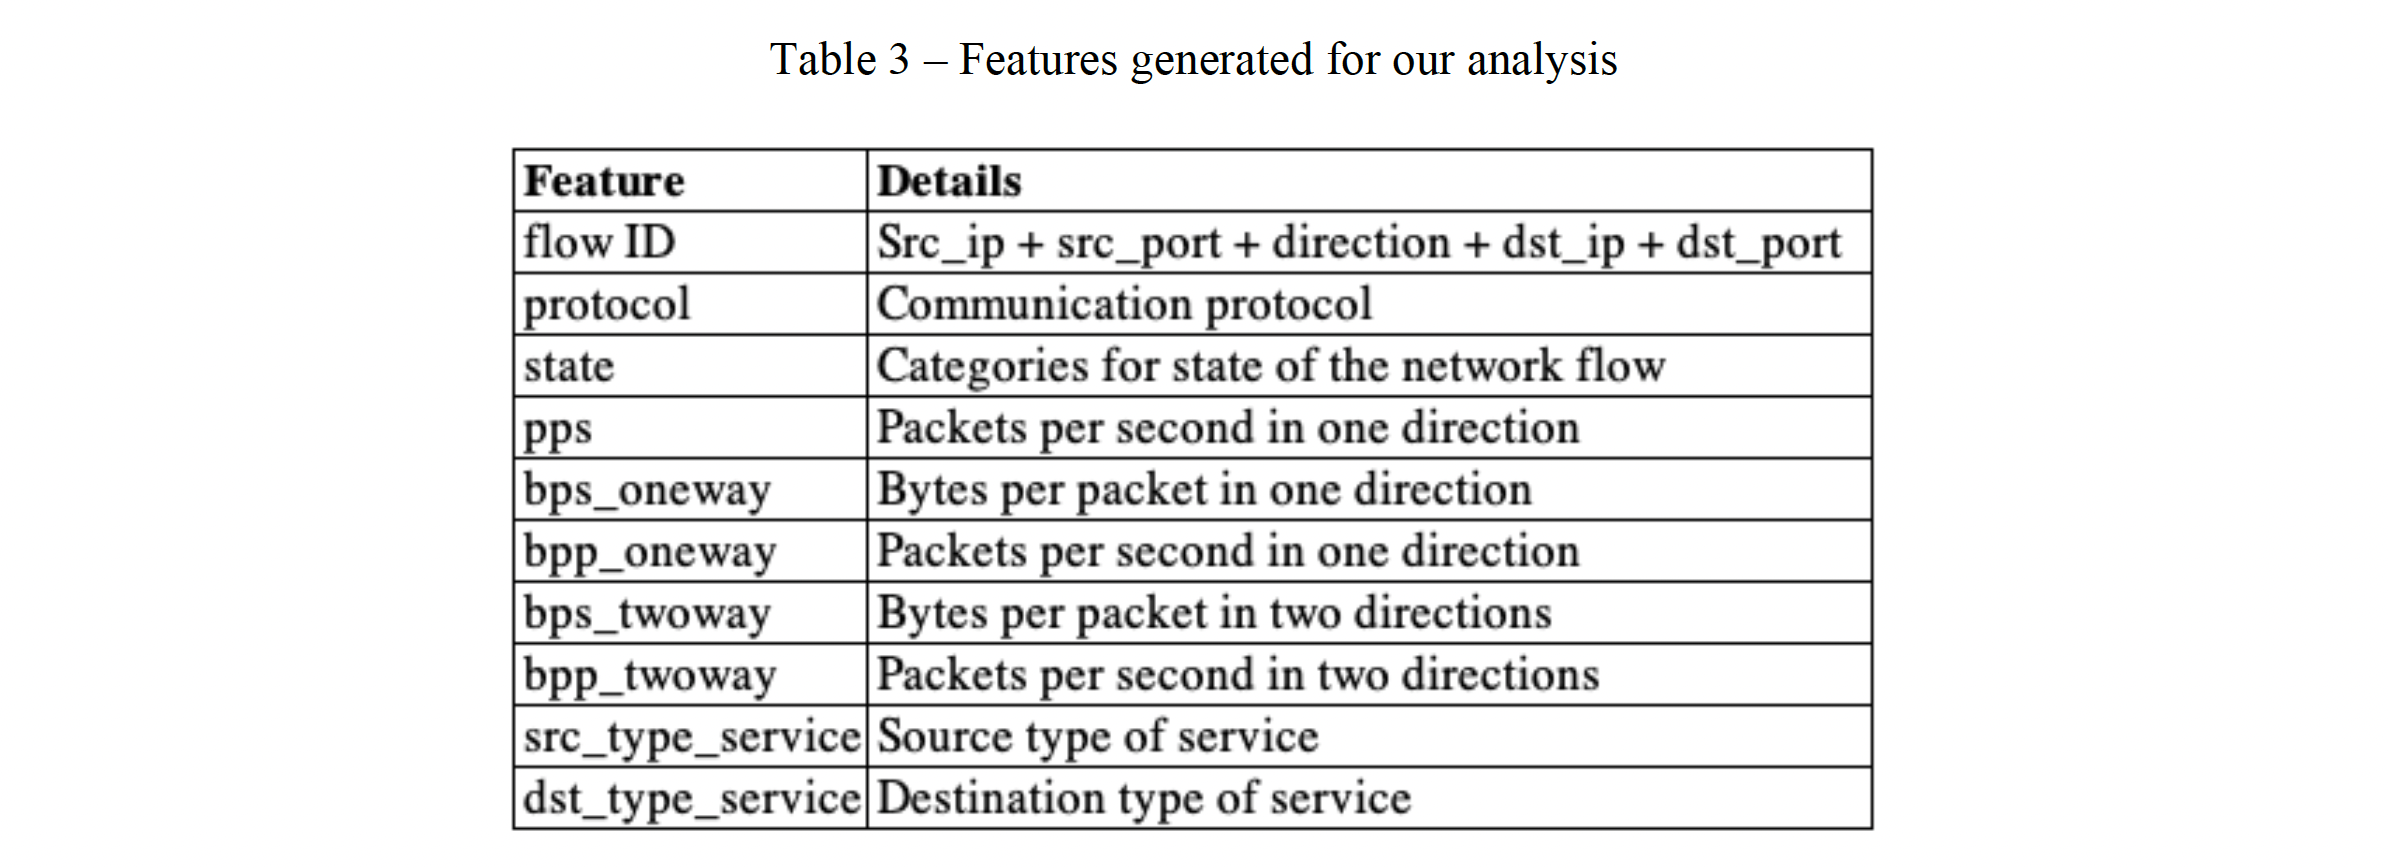 Table 3 – Features generated for our analysis
Feature Details
flow ID Src_ip + src_port + direction + dst_ip + dst_port
protocol Communication protocol
state Categories for state of the network flow
pps Packets per second in one direction
bps_oneway Bytes per packet in one direction
bpp_oneway Packets per second in one direction
bps_twoway Bytes per packet in two directions
bpp_twoway Packets per second in two directions
src_type_service Source type of service
dst_type_service Destination type of service